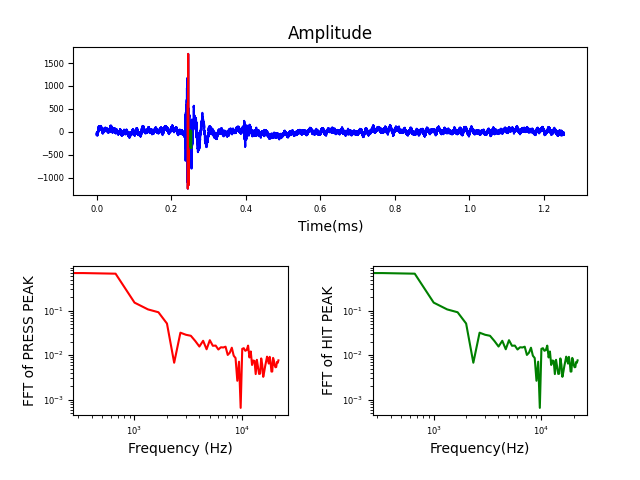 Amplitude
1500
1000
500
0
−500
−1000
0.0 0.2 0.4 0.6 0.8 1.0 1.2
Time(ms)
FFT of PRESS PEAK
10⁻¹
10⁻²
10⁻³
10³ 10⁴
Frequency (Hz)
FFT of HIT PEAK
10⁻¹
10⁻²
10⁻³
10³ 10⁴
Frequency(Hz)